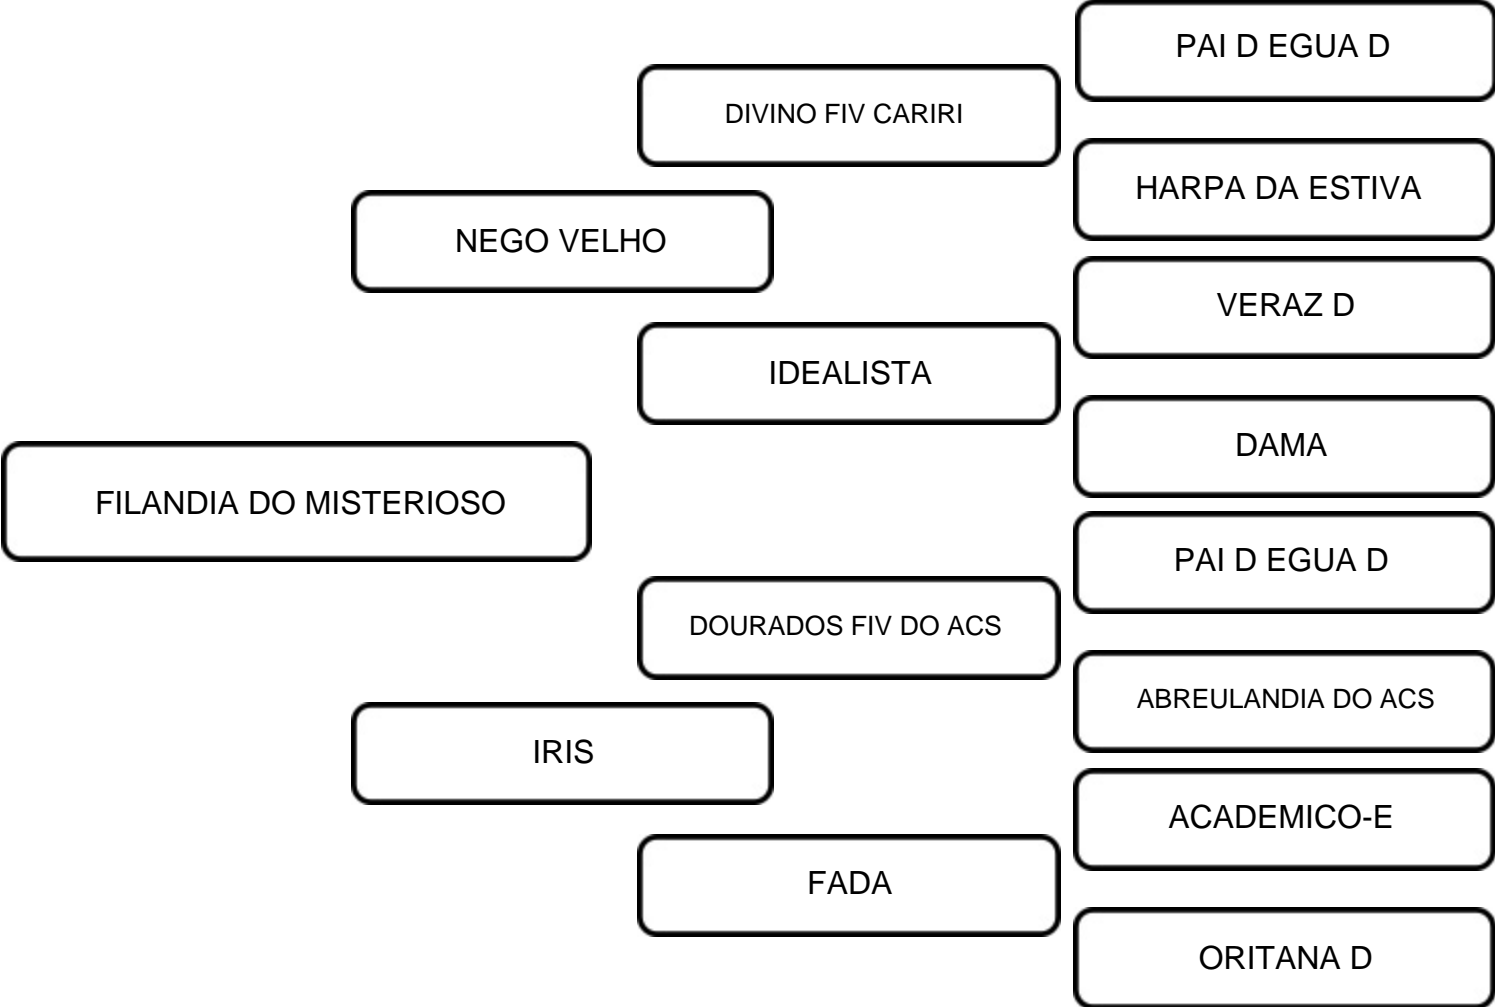 PAI D EGUA D
DIVINO FIV CARIRI
HARPA DA ESTIVA
NEGO VELHO
VERAZ D
IDEALISTA
DAMA
FILANDIA DO MISTERIOSO
PAI D EGUA D
DOURADOS FIV DO ACS
ABREULANDIA DO ACS
IRIS
ACADEMICO-E
FADA
ORITANA D